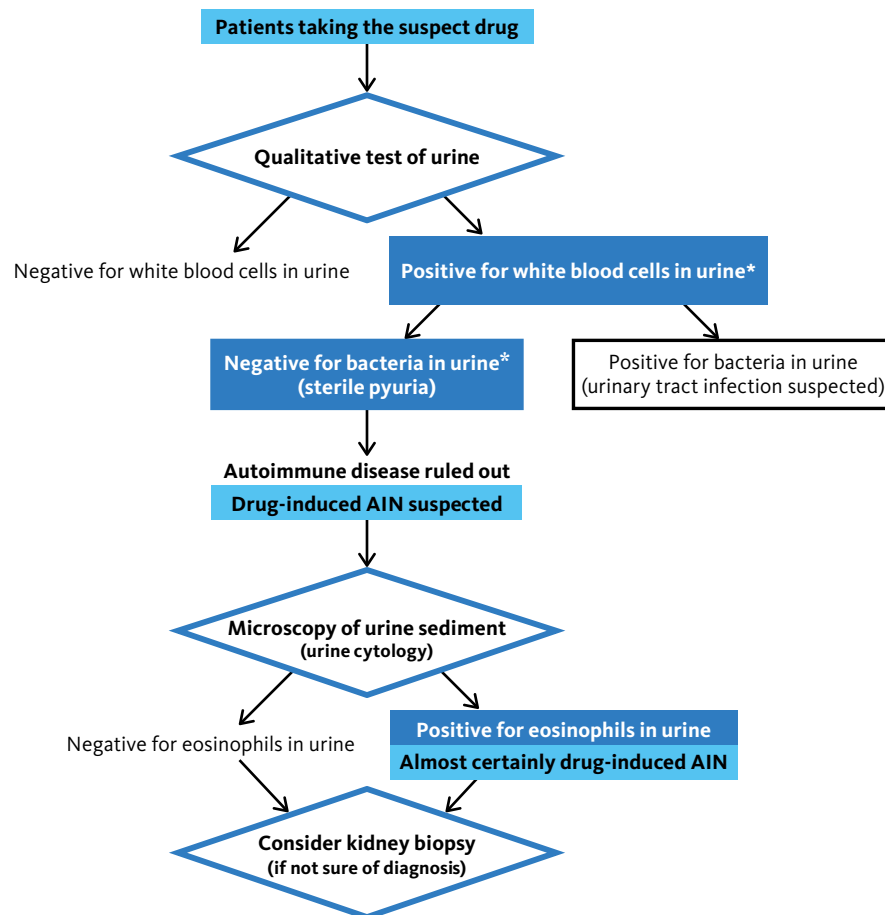 Patients taking the suspect drug
Qualitative test of urine
Negative for white blood cells in urine
Positive for white blood cells in urine*
Negative for bacteria in urine*
(sterile pyuria)
Positive for bacteria in urine
(urinary tract infection suspected)
Autoimmune disease ruled out
Drug-induced AIN suspected
Microscopy of urine sediment
(urine cytology)
Negative for eosinophils in urine
Positive for eosinophils in urine
Almost certainly drug-induced AIN
Consider kidney biopsy
(if not sure of diagnosis)